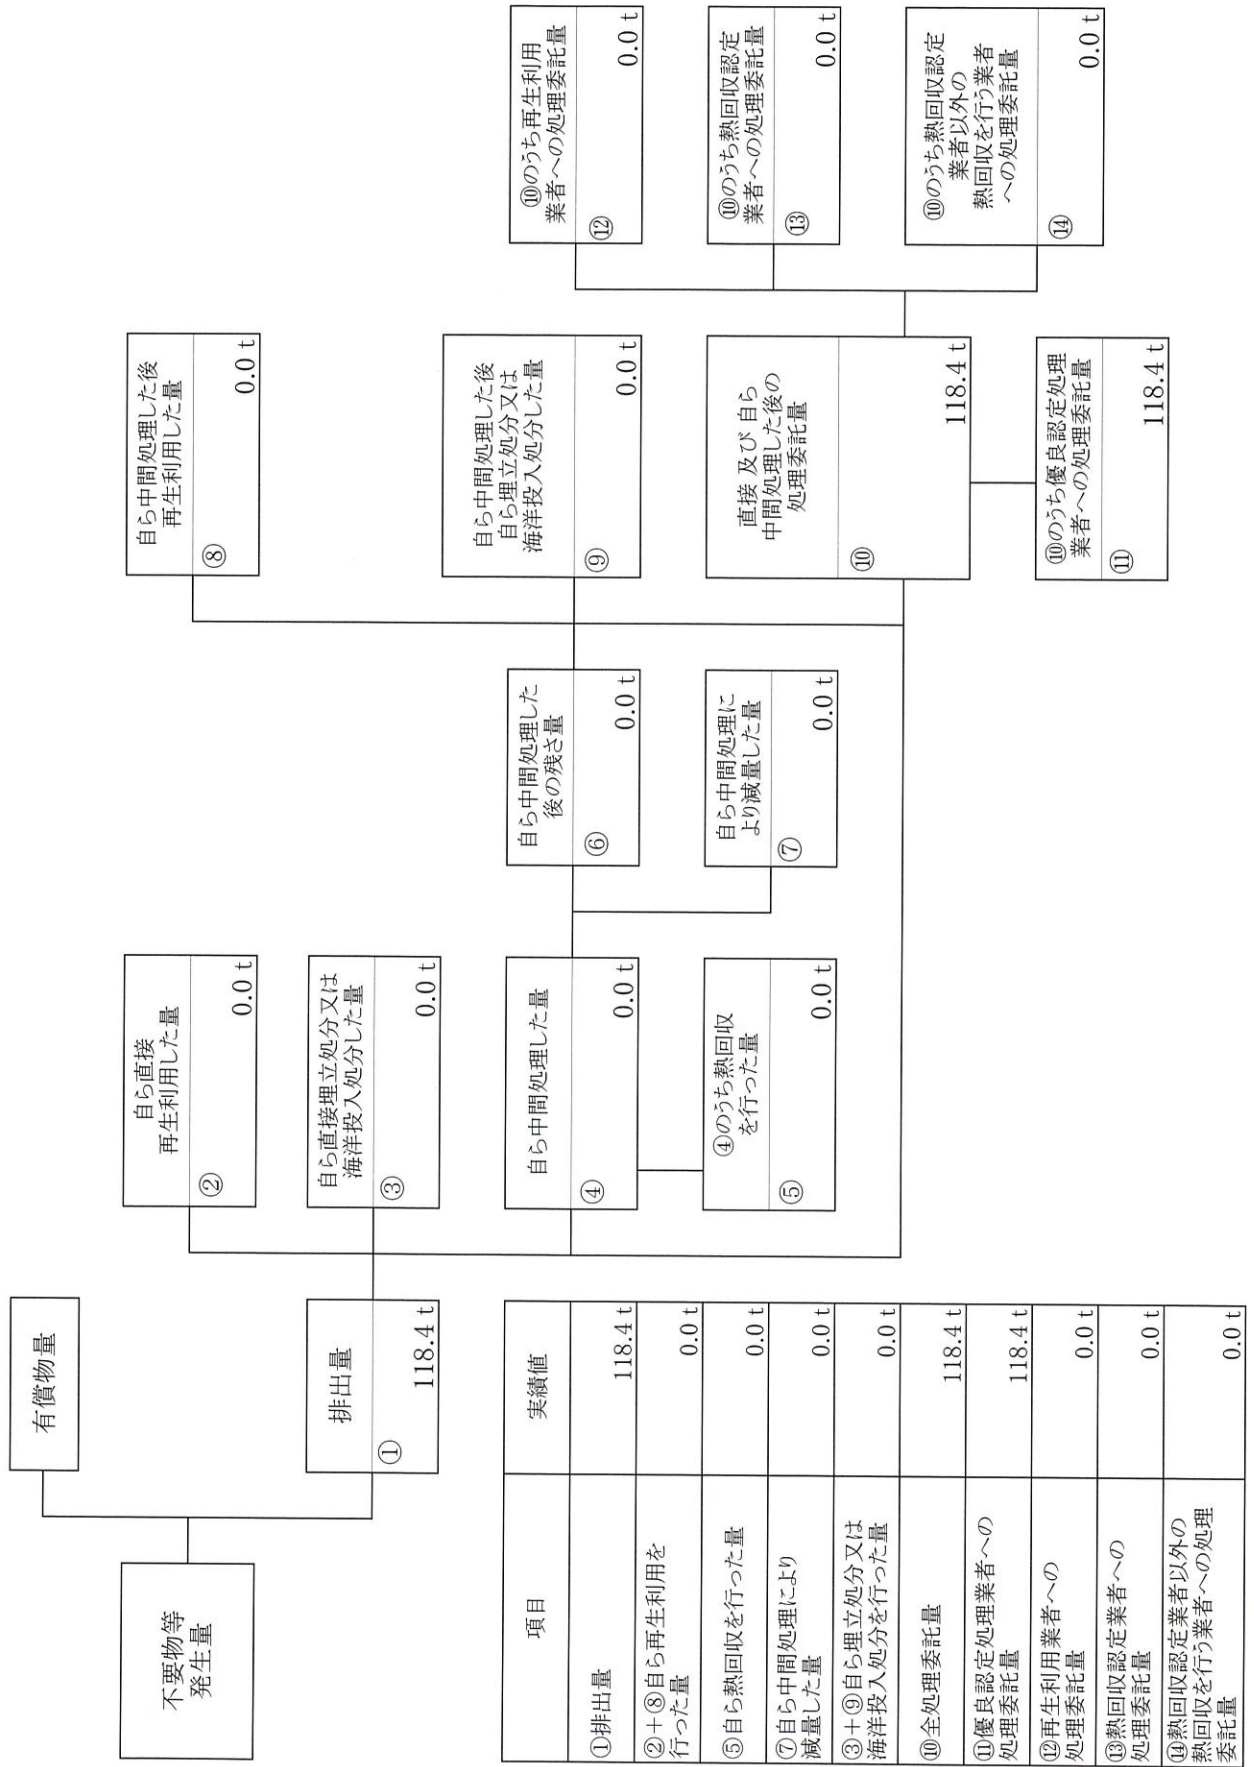 有償物量
不要物等
発生量
排出量
①
118.4 t
自ら直接
再生利用した量
②
0.0 t
自ら直接埋立処分又は
海洋投入処分した量
③
0.0 t
自ら中間処理した量
④
0.0 t
④のうち熱回収
を行った量
⑤
0.0 t
自ら中間処理した
後の残さ量
⑥
0.0 t
自ら中間処理に
より減量した量
⑦
0.0 t
自ら中間処理した後
再生利用した量
⑧
0.0 t
自ら中間処理した後
自ら埋立処分又は
海洋投入処分した量
⑨
0.0 t
直接 及び 自ら
中間処理した後の
処理委託量
⑩
118.4 t
⑩のうち優良認定処理
業者への処理委託量
⑪
118.4 t
⑩のうち再生利用
業者への処理委託量
⑫
0.0 t
⑩のうち熱回収認定
業者への処理委託量
⑬
0.0 t
⑩のうち熱回収認定
業者以外の
熱回収を行う業者
への処理委託量
⑭
0.0 t
項目 実績値
①排出量 118.4 t
②+⑧自ら再生利用を
行った量 0.0 t
⑤自ら熱回収を行った量 0.0 t
⑦自ら中間処理により
減量した量 0.0 t
③+⑨自ら埋立処分又は
海洋投入処分を行った量 0.0 t
⑩全処理委託量 118.4 t
⑪優良認定処理業者への
処理委託量 118.4 t
⑫再生利用業者への
処理委託量 0.0 t
⑬熱回収認定業者への
処理委託量 0.0 t
⑭熱回収認定業者以外の
熱回収を行う業者への処理
委託量 0.0 t